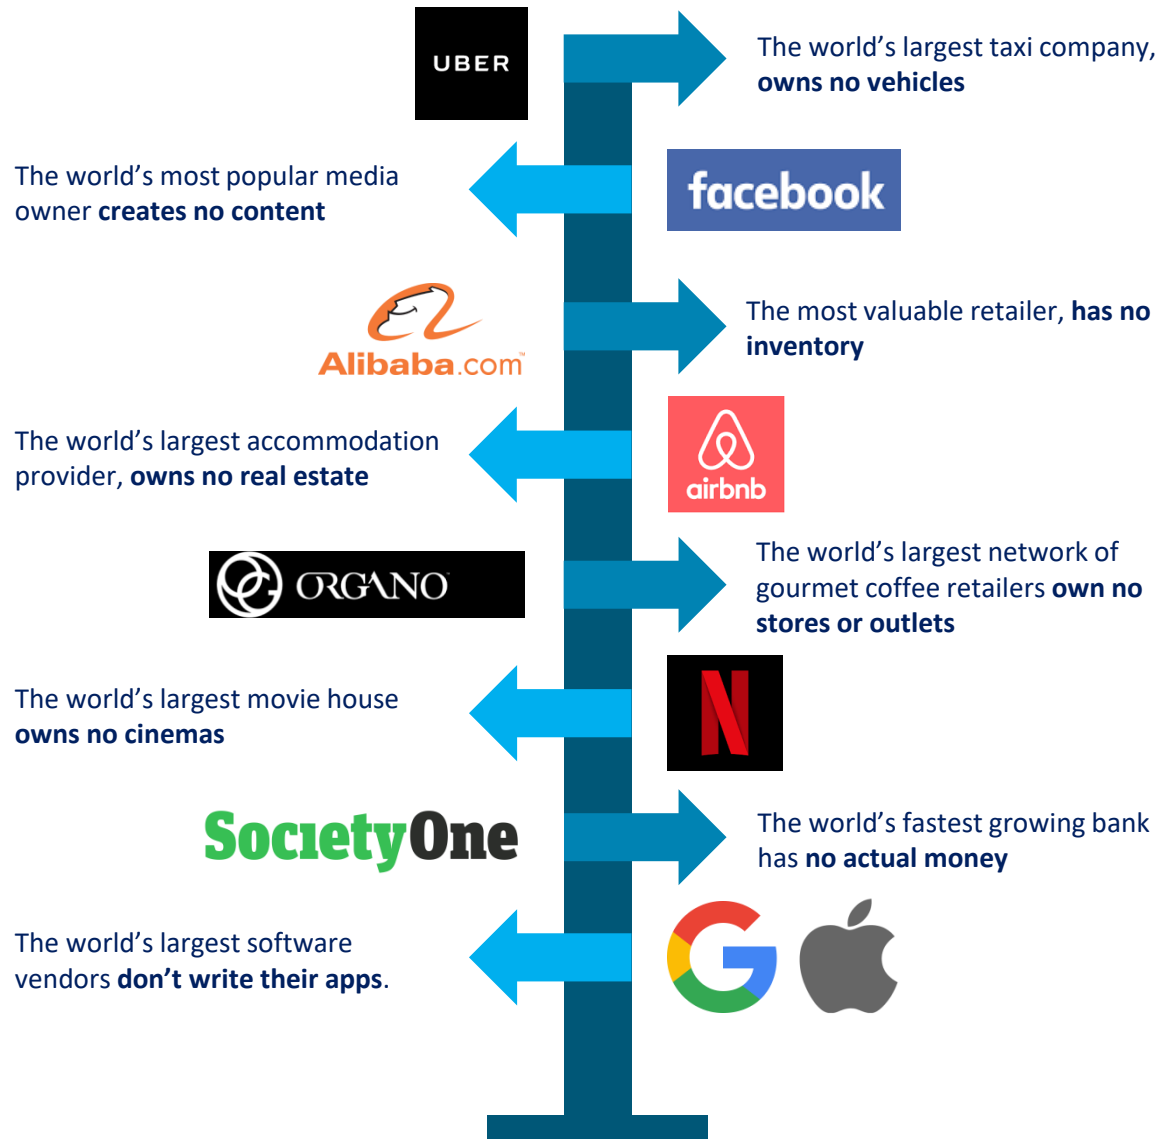 UBER
The world’s largest taxi company,
owns no vehicles
The world’s most popular media
owner creates no content
facebook
Alibaba.com™
The most valuable retailer, has no
inventory
The world’s largest accommodation
provider, owns no real estate
airbnb
ORGANO
The world’s largest network of
gourmet coffee retailers own no
stores or outlets
The world’s largest movie house
owns no cinemas
N
SocietyOne
The world’s fastest growing bank
has no actual money
The world’s largest software
vendors don’t write their apps.
G